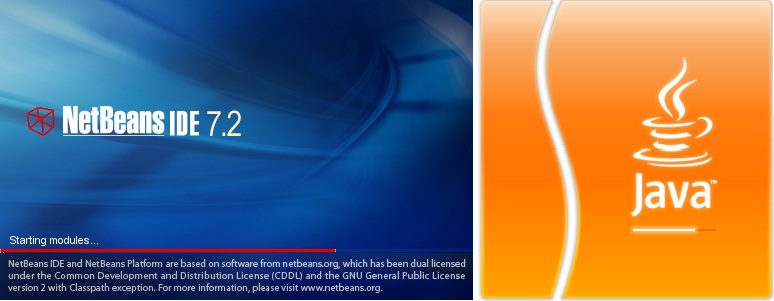 NetBeans IDE 7.2
Starting modules...
NetBeans IDE and NetBeans Platform are based on software from netbeans.org, which has been dual licensed
under the Common Development and Distribution License (CDDL) and the GNU General Public License
version 2 with Classpath exception. For more information, please visit www.netbeans.org.
Java™